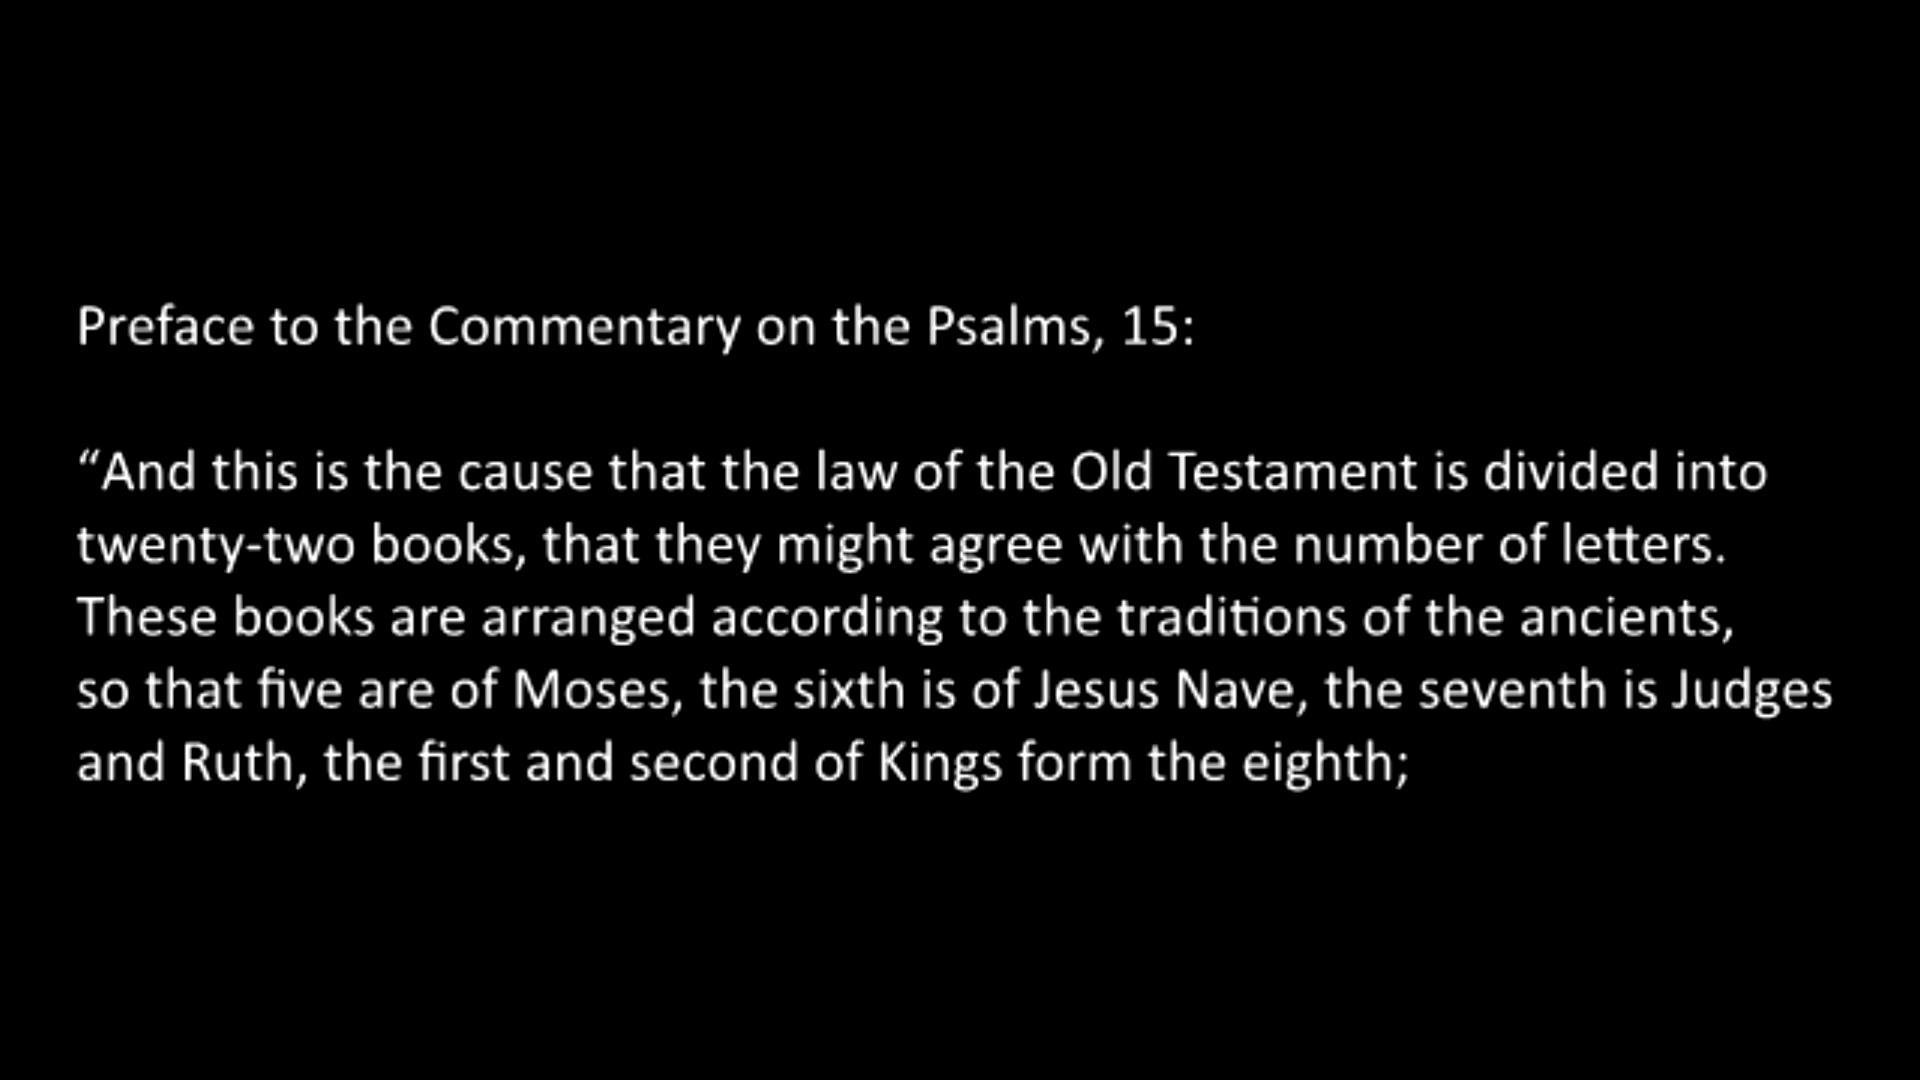 Preface to the Commentary on the Psalms, 15:
“And this is the cause that the law of the Old Testament is divided into
twenty-two books, that they might agree with the number of letters.
These books are arranged according to the traditions of the ancients,
so that five are of Moses, the sixth is of Jesus Nave, the seventh is Judges
and Ruth, the first and second of Kings form the eighth;